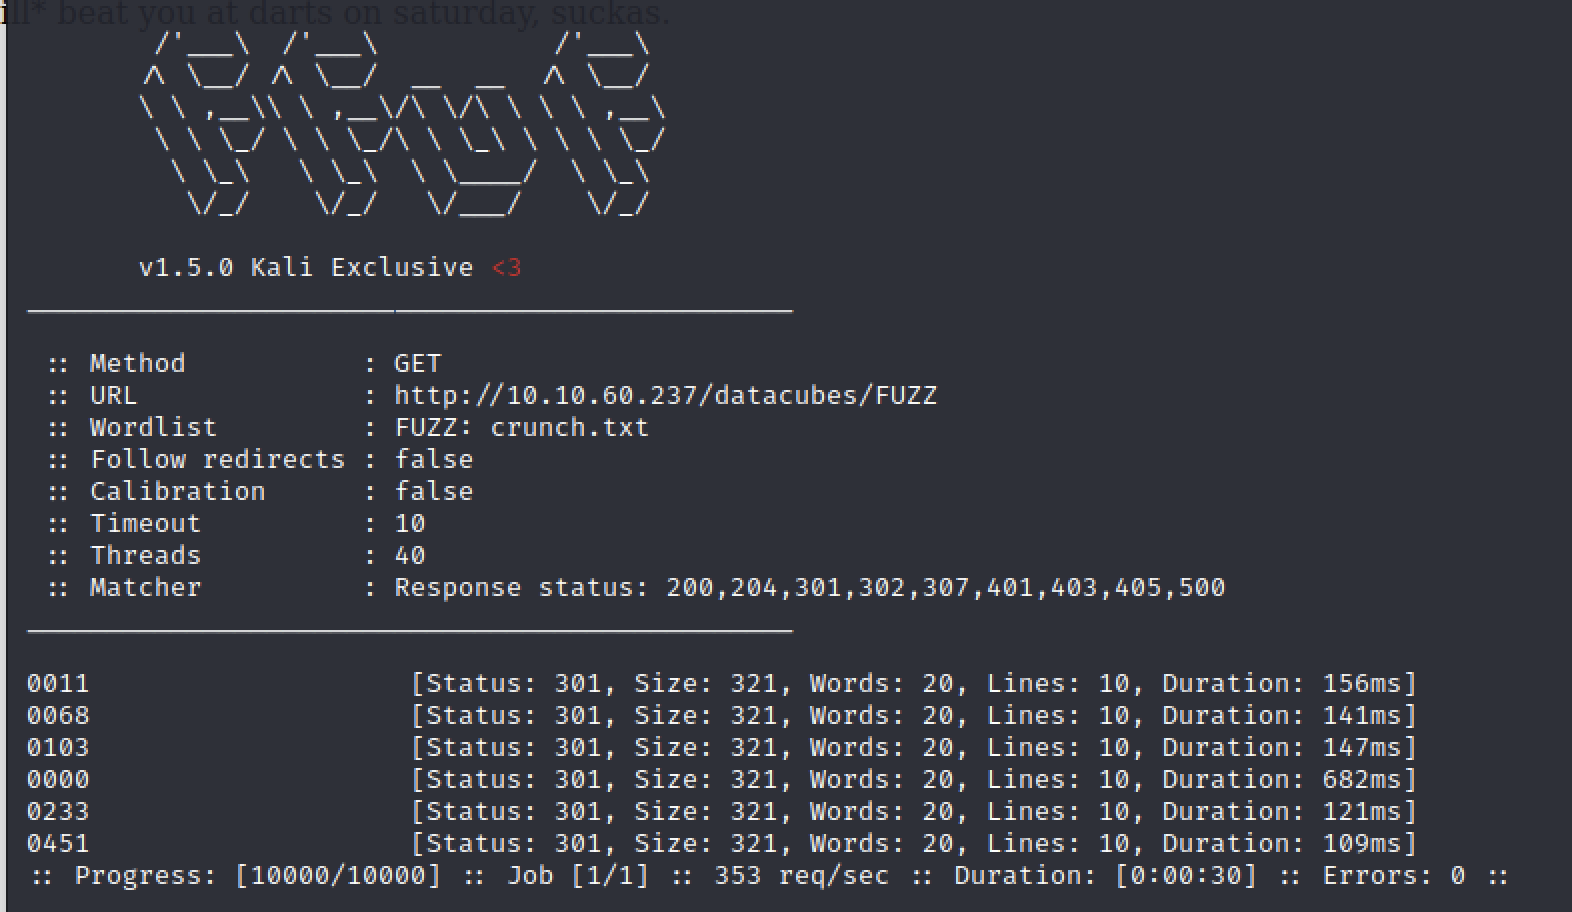 ill* beat you at darts on saturday, suckas.
v1.5.0 Kali Exclusive <3
:: Method : GET
:: URL : http://10.10.60.237/datacubes/FUZZ
:: Wordlist : FUZZ: crunch.txt
:: Follow redirects : false
:: Calibration : false
:: Timeout : 10
:: Threads : 40
:: Matcher : Response status: 200,204,301,302,307,401,403,405,500
0011 [Status: 301, Size: 321, Words: 20, Lines: 10, Duration: 156ms]
0068 [Status: 301, Size: 321, Words: 20, Lines: 10, Duration: 141ms]
0103 [Status: 301, Size: 321, Words: 20, Lines: 10, Duration: 147ms]
0000 [Status: 301, Size: 321, Words: 20, Lines: 10, Duration: 682ms]
0233 [Status: 301, Size: 321, Words: 20, Lines: 10, Duration: 121ms]
0451 [Status: 301, Size: 321, Words: 20, Lines: 10, Duration: 109ms]
:: Progress: [10000/10000] :: Job [1/1] :: 353 req/sec :: Duration: [0:00:30] :: Errors: 0 ::